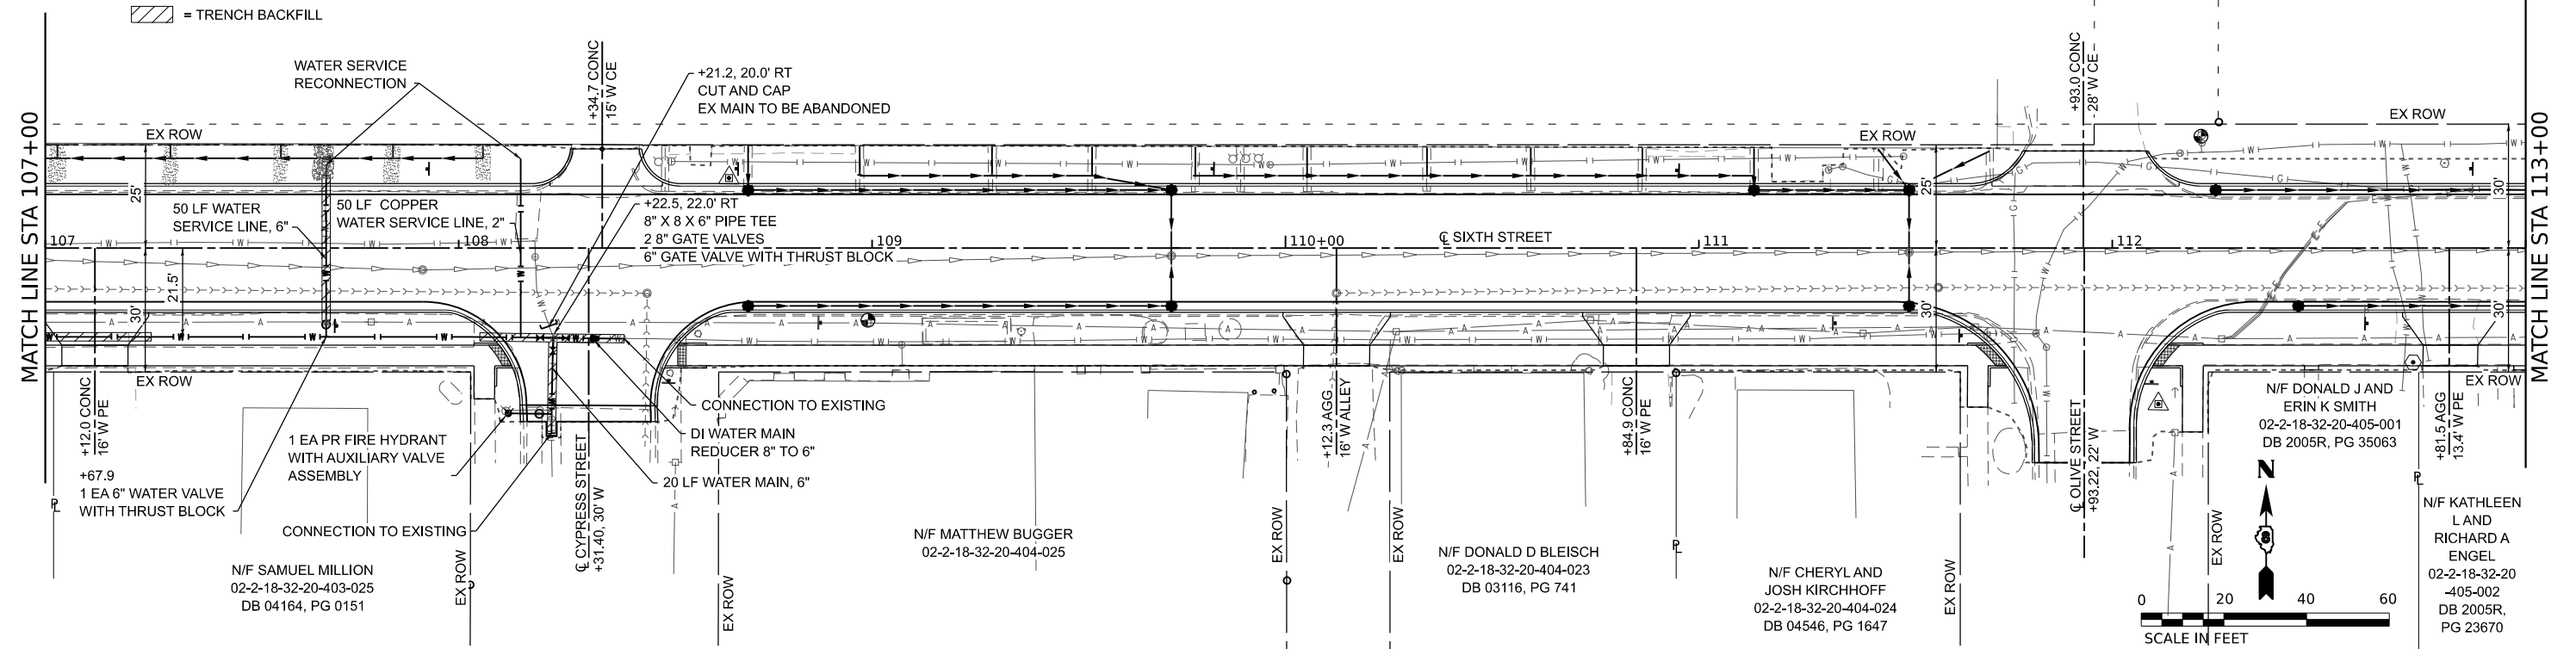 = TRENCH BACKFILL
MATCH LINE STA 107+00
WATER SERVICE
RECONNECTION
+34.7 CONC
15' W CE
+21.2, 20.0' RT
CUT AND CAP
EX MAIN TO BE ABANDONED
+93.0 CONC
28' W CE
MATCH LINE STA 113+00
EX ROW
EX ROW
EX ROW
25'
25'
30'
50 LF WATER
SERVICE LINE, 6"
50 LF COPPER
WATER SERVICE LINE, 2"
+22.5, 22.0' RT
8" X 8 X 6" PIPE TEE
2 8" GATE VALVES
6" GATE VALVE WITH THRUST BLOCK
107
108
109
110+00
℄ SIXTH STREET
111
112
21.5'
30'
30'
30'
EX ROW
EX ROW
+12.0 CONC
16' W PE
+67.9
1 EA 6" WATER VALVE
WITH THRUST BLOCK
1 EA PR FIRE HYDRANT
WITH AUXILIARY VALVE
ASSEMBLY
CONNECTION TO EXISTING
℄ CYPRESS STREET
+31.40, 30' W
CONNECTION TO EXISTING
DI WATER MAIN
REDUCER 8" TO 6"
20 LF WATER MAIN, 6"
+12.3 AGG
16' W ALLEY
+84.9 CONC
16' W PE
℄ OLIVE STREET
+93.22, 22' W
N/F DONALD J AND
ERIN K SMITH
02-2-18-32-20-405-001
DB 2005R, PG 35063
+81.5 AGG
13.4' W PE
N/F SAMUEL MILLION
02-2-18-32-20-403-025
DB 04164, PG 0151
EX ROW
EX ROW
N/F MATTHEW BUGGER
02-2-18-32-20-404-025
EX ROW
EX ROW
N/F DONALD D BLEISCH
02-2-18-32-20-404-023
DB 03116, PG 741
N/F CHERYL AND
JOSH KIRCHHOFF
02-2-18-32-20-404-024
DB 04546, PG 1647
EX ROW
EX ROW
N
N/F KATHLEEN
L AND
RICHARD A
ENGEL
02-2-18-32-20
-405-002
DB 2005R,
PG 23670
0 20 40 60
SCALE IN FEET